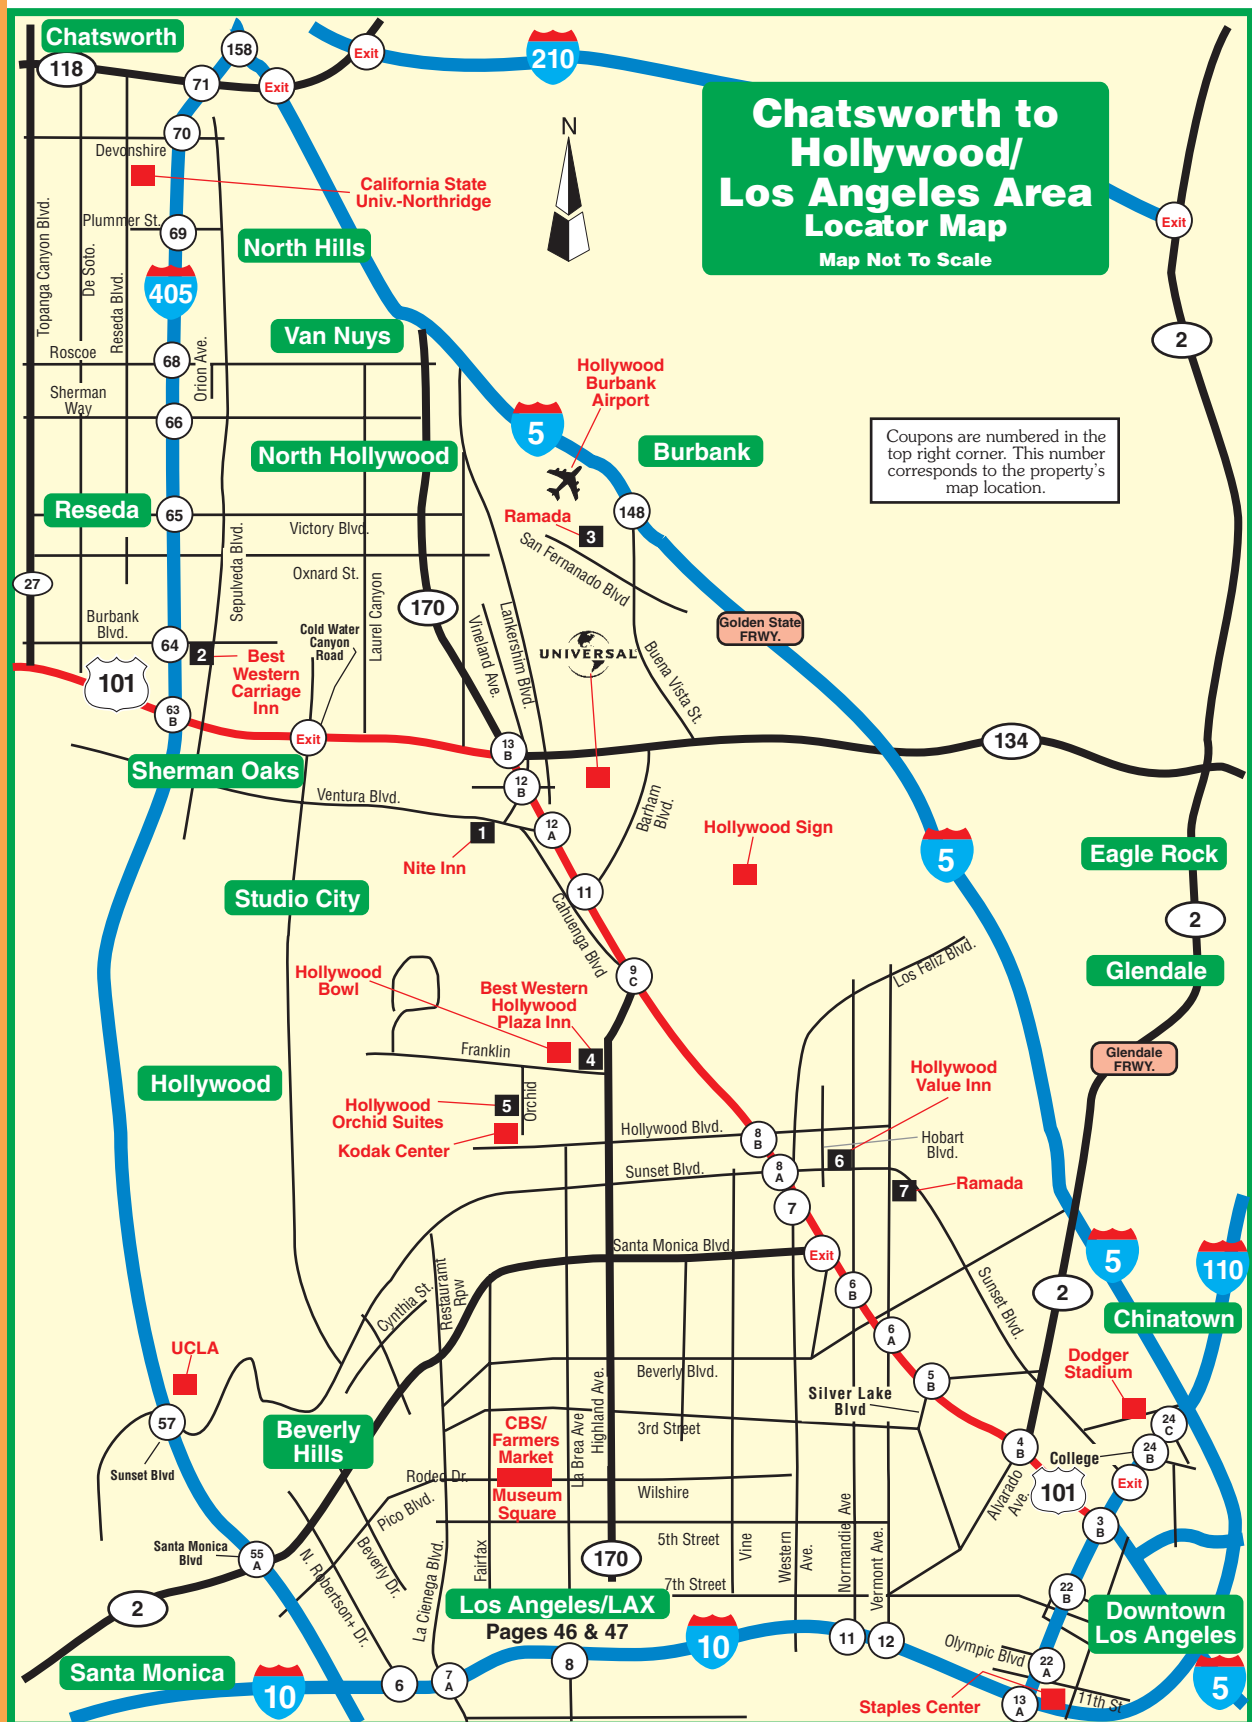 Chatsworth
118
158
71
Exit
Exit
210
Chatsworth to
Hollywood/
Los Angeles Area
Locator Map
Map Not To Scale
N
70
Devonshire
California State
Univ.-Northridge
Exit
Plummer St.
69
North Hills
Topanga Canyon Blvd.
De Soto.
Reseda Blvd.
405
Van Nuys
2
Roscoe
68
Orion Ave.
Sherman
Way
66
Hollywood
Burbank
Airport
5
Burbank
Coupons are numbered in the
top right corner. This number
corresponds to the property's
map location.
North Hollywood
Reseda
65
148
Victory Blvd.
Ramada
3
San Fernanado Blvd
Sepulveda Blvd.
Oxnard St.
27
Laurel Canyon
170
Lankershim Blvd.
Vineland Ave.
Burbank
Blvd.
64
2
Best
Western
Carriage
Inn
Cold Water
Canyon
Road
UNIVERSAL
Buena Vista St.
Golden State
FRWY.
101
63
B
Exit
13
B
134
Sherman Oaks
12
B
Ventura Blvd.
12
A
Barham
Blvd.
1
Nite Inn
Hollywood Sign
5
Eagle Rock
Studio City
11
Cahuenga Blvd
2
Los Feliz Blvd.
Glendale
Hollywood
Bowl
Best Western
Hollywood
Plaza Inn
9
C
Franklin
4
Glendale
FRWY.
Hollywood
Hollywood
Value Inn
Hollywood
Orchid Suites
5
Orchid
Kodak Center
Hollywood Blvd.
8
B
Hobart
Blvd.
6
Sunset Blvd.
8
A
7
Ramada
7
Santa Monica Blvd.
Exit
5
110
Restauramt
Rpw
Cynthia St.
6
B
Sunset Blvd.
2
Chinatown
6
A
UCLA
Beverly Blvd.
5
B
Dodger
Stadium
Silver Lake
Blvd
57
Sunset Blvd
Beverly
Hills
CBS/
Farmers
Market
La Brea Ave
Highland Ave.
3rd Street
24
C
4
B
College
24
B
Rodeo Dr.
Museum
Square
Wilshire
Alvarado
Ave.
101
Exit
Pico Blvd.
3
B
Santa Monica
Blvd
55
A
N. Robertson+ Dr.
Beverly Dr.
La Cienega Blvd.
Fairfax
170
5th Street
Vine
Western
Ave.
Normandie Ave
Vermont Ave.
7th Street
22
B
2
Los Angeles/LAX
Pages 46 & 47
Downtown
Los Angeles
10
11
12
Olympic Blvd
22
A
Santa Monica
10
6
7
A
8
Staples Center
13
A
11th St
5